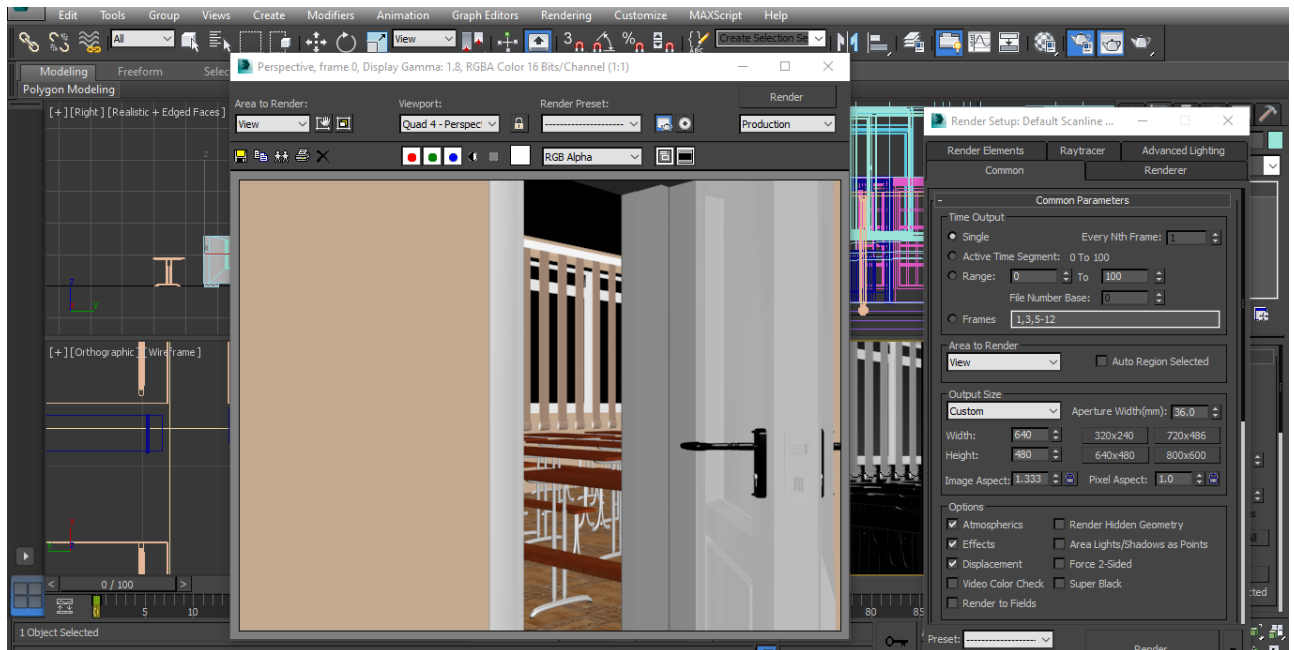 Edit Tools Group Views Create Modifiers Animation Graph Editors Rendering Customize MAXScript Help
All View 3 % ABC Create Selection Se
Modeling Freeform Selec
Polygon Modeling
Perspective, frame 0, Display Gamma: 1.8, RGBA Color 16 Bits/Channel (1:1)
Area to Render: Viewport: Render Preset: Render
View Quad 4 - Perspec --------------------- Production
RGB Alpha
[+] [Right] [Realistic + Edged Faces]
z
x
z
y
[+] [Orthographic] [Wireframe]
< 0 / 100 >
0 5 10 80 85
1 Object Selected
Render Setup: Default Scanline ...
Render Elements Raytracer Advanced Lighting
Common Renderer
- Common Parameters
Time Output
Single Every Nth Frame: 1
Active Time Segment: 0 To 100
Range: 0 To 100
File Number Base: 0
Frames 1,3,5-12
Area to Render
View Auto Region Selected
Output Size
Custom Aperture Width(mm): 36.0
Width: 640 320x240 720x486
Height: 480 640x480 800x600
Image Aspect: 1.333 Pixel Aspect: 1.0
Options
Atmospherics Render Hidden Geometry
Effects Area Lights/Shadows as Points
Displacement Force 2-Sided
Video Color Check Super Black
Render to Fields
Preset: ------------------ Render